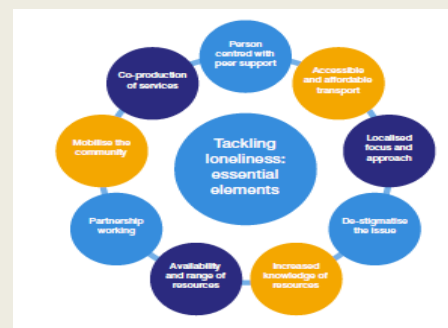 Person
centred with
peer support
Accessible
and affordable
transport
Localised
focus and
approach
De-stigmatise
the issue
Increased
knowledge of
resources
Availability
and range of
resources
Partnership
working
Mobilise the
community
Co-production
of services
Tackling
loneliness:
essential
elements